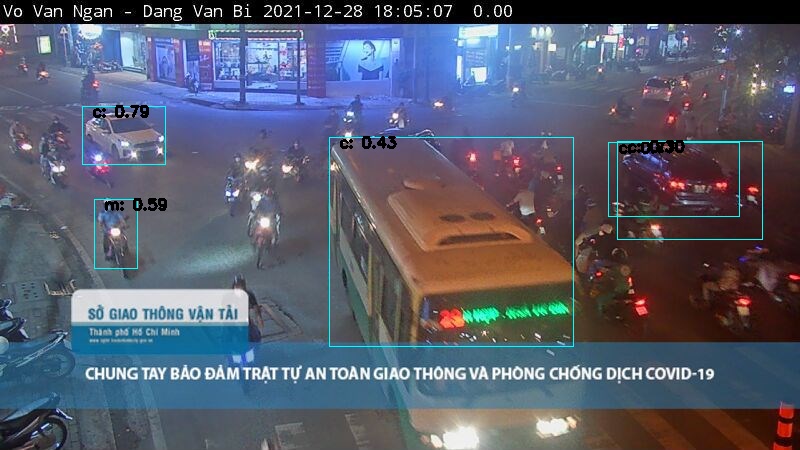 Vo Van Ngan - Dang Van Bi 2021-12-28 18:05:07 0.00
c: 0.79
c: 0.43
m: 0.59
SỞ GIAO THÔNG VẬN TẢI
Thành phố Hồ Chí Minh
CHUNG TAY BẢO ĐẢM TRẬT TỰ AN TOÀN GIAO THÔNG VÀ PHÒNG CHỐNG DỊCH COVID-19